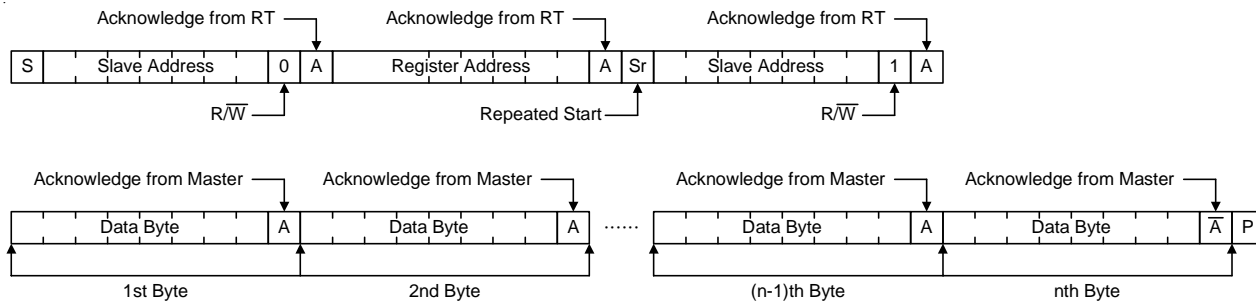 Acknowledge from RT Acknowledge from RT Acknowledge from RT
S Slave Address 0 A Register Address A Sr Slave Address 1 A
R/W̅ Repeated Start R/W̅
Acknowledge from Master Acknowledge from Master Acknowledge from Master Acknowledge from Master
Data Byte A Data Byte A ...... Data Byte A Data Byte A̅ P
1st Byte 2nd Byte (n-1)th Byte nth Byte